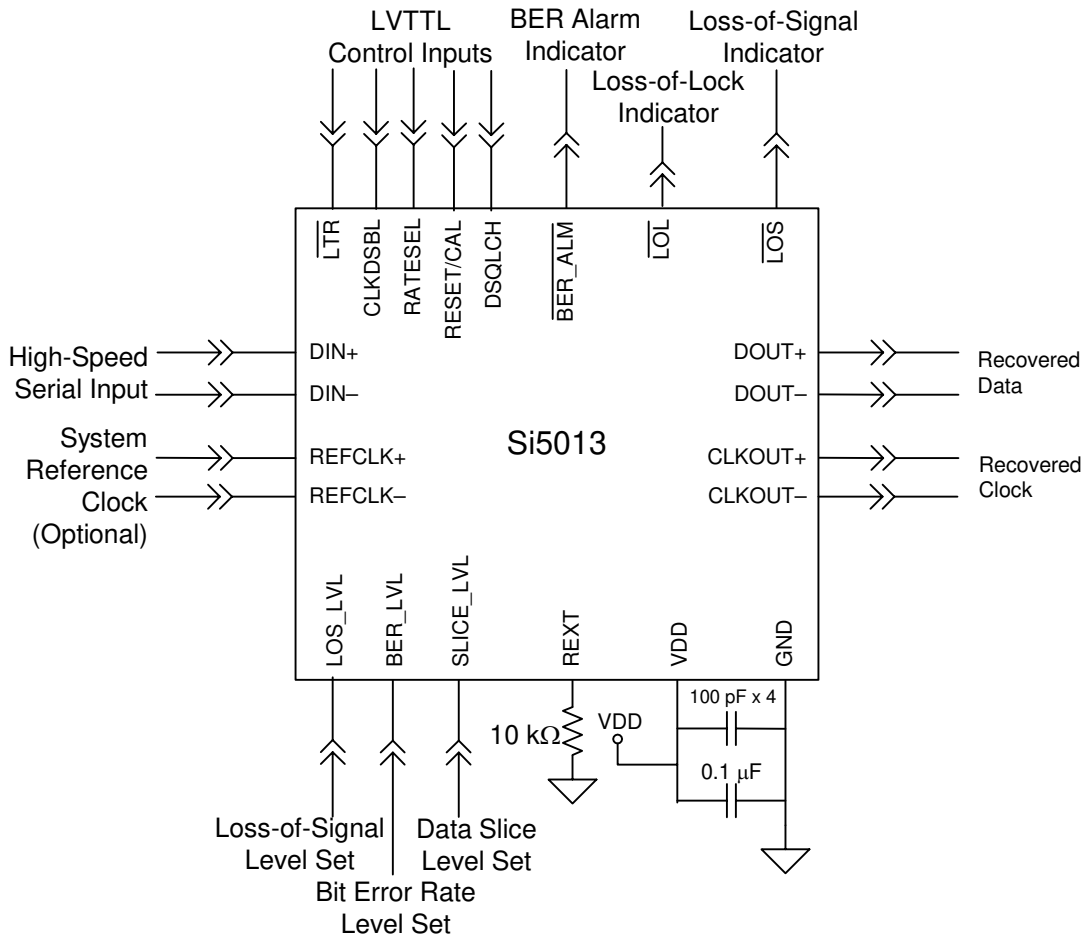 LVTTL
Control Inputs
BER Alarm
Indicator
Loss-of-Lock
Indicator
Loss-of-Signal
Indicator
LTR
CLKDSBL
RATESEL
RESET/CAL
DSQLCH
BER_ALM
LOL
LOS
High-Speed
Serial Input
DIN+
DIN–
System
Reference
Clock
(Optional)
REFCLK+
REFCLK–
Si5013
DOUT+
DOUT–
Recovered
Data
CLKOUT+
CLKOUT–
Recovered
Clock
LOS_LVL
BER_LVL
SLICE_LVL
REXT
VDD
GND
10 kΩ
VDD
100 pF x 4
0.1 μF
Loss-of-Signal
Level Set
Data Slice
Level Set
Bit Error Rate
Level Set